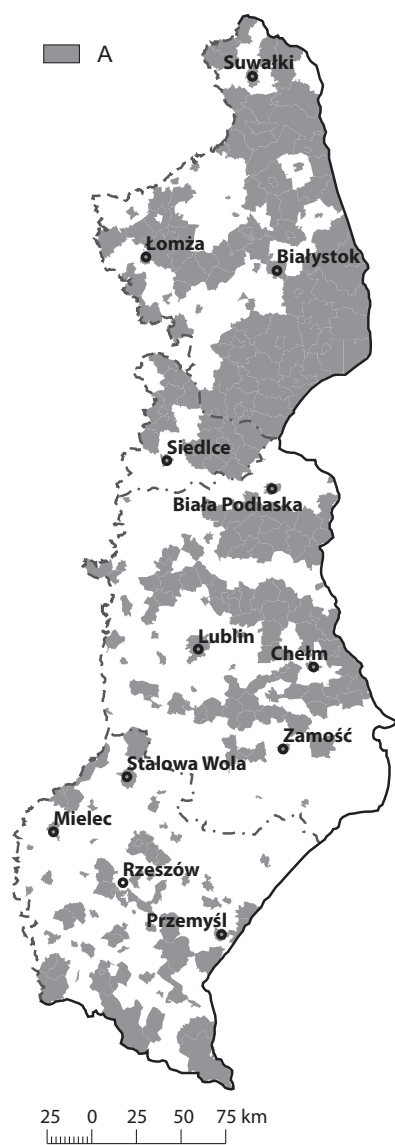 A
Suwałki
Łomża
Białystok
Siedlce
Biała Podlaska
Lublin
Chełm
Zamość
Stalowa Wola
Mielec
Rzeszów
Przemyśl
25 0 25 50 75 km